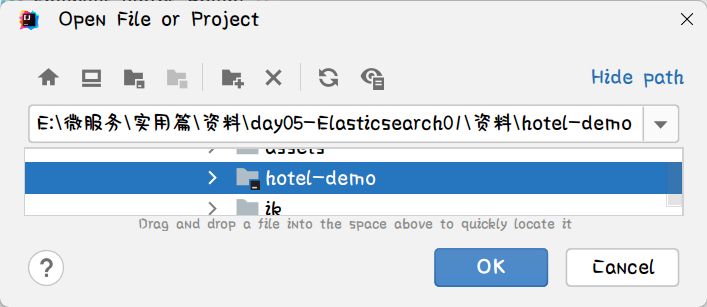 Open File or Project
Hide path
E:\微服务\实用篇\资料\day05-Elasticsearch01\资料\hotel-demo
assets
hotel-demo
ik
Drag and drop a file into the space above to quickly locate it
?
OK
Cancel